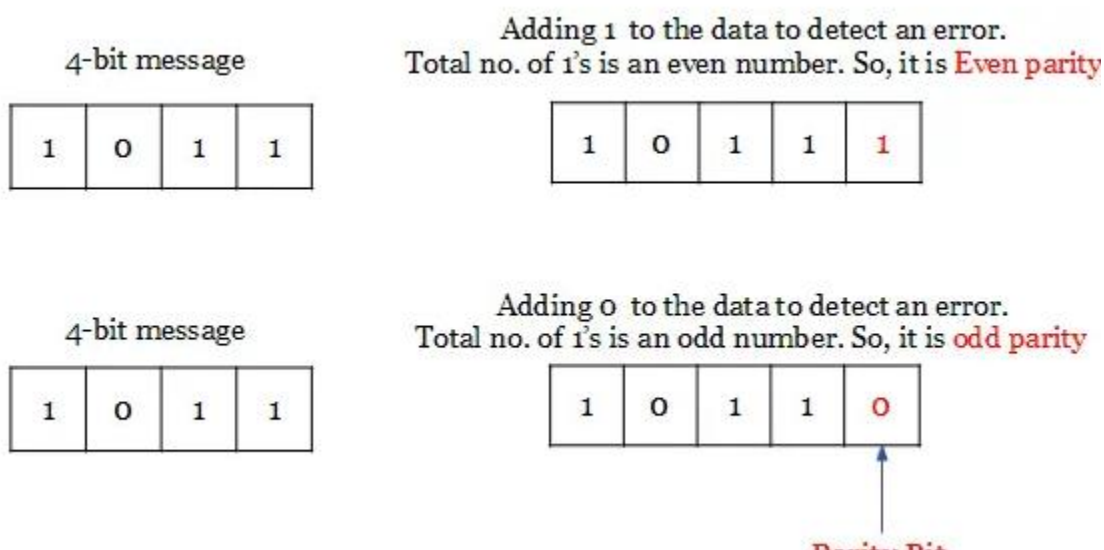 4-bit message
Adding 1 to the data to detect an error.
Total no. of 1's is an even number. So, it is Even parity
1 0 1 1
1 0 1 1 1
4-bit message
Adding 0 to the data to detect an error.
Total no. of 1's is an odd number. So, it is odd parity
1 0 1 1
1 0 1 1 0
Parity Bit